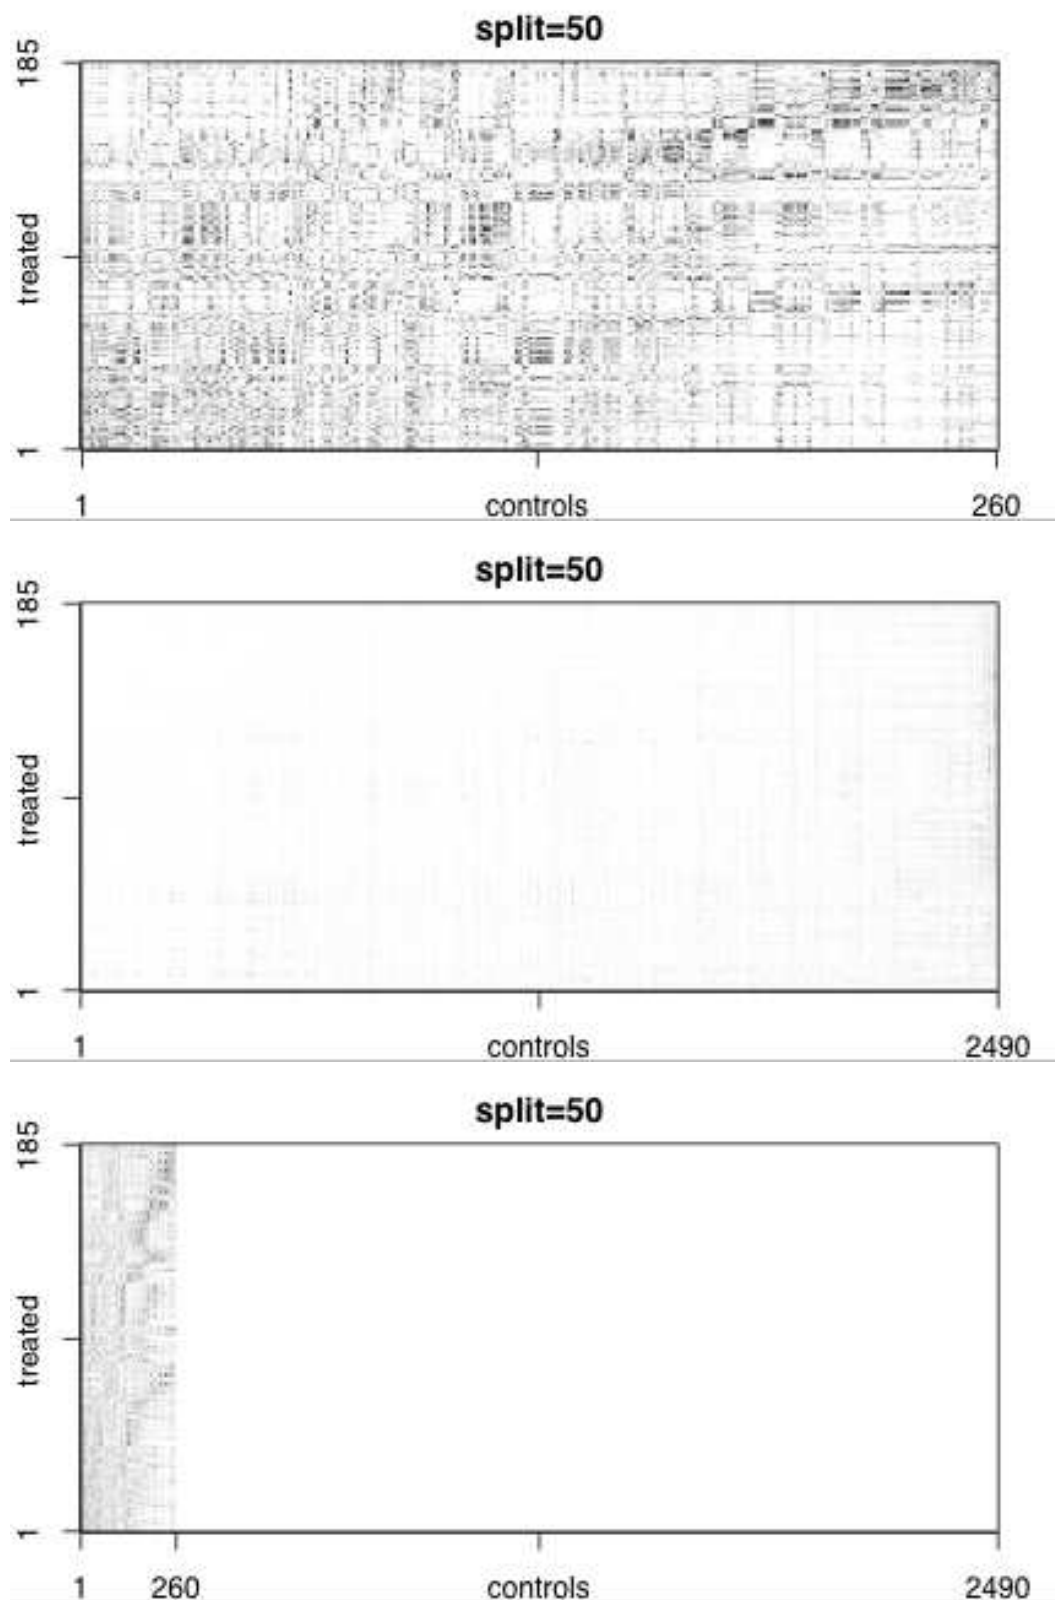 split=50
185
treated
1
1 controls 260
split=50
185
treated
1
1 controls 2490
split=50
185
treated
1
1 260 controls 2490